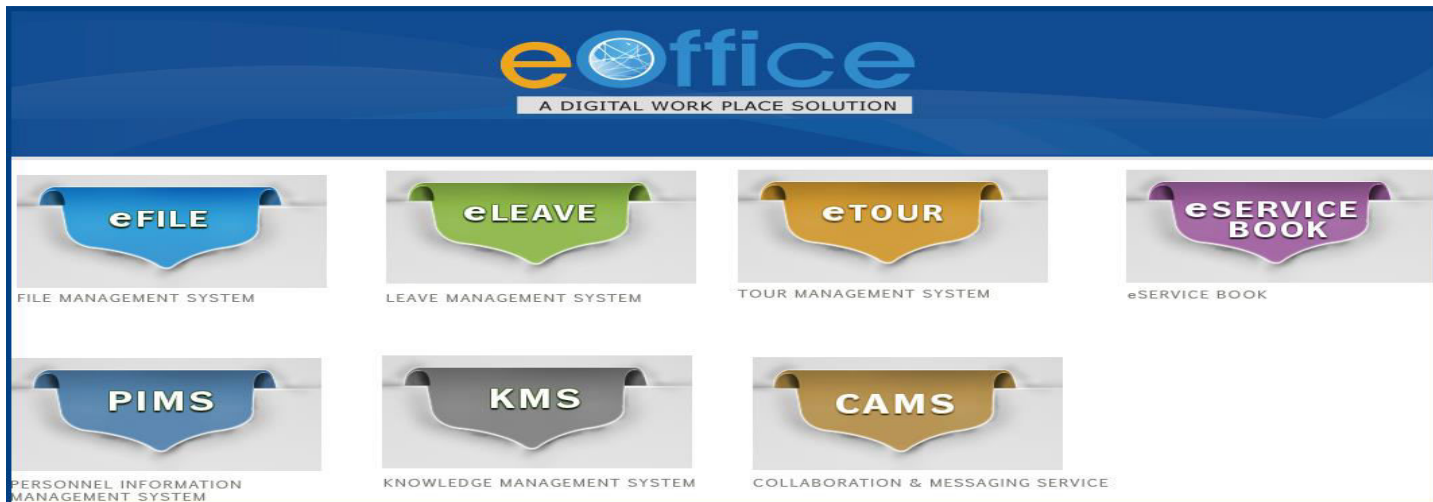 eOffice
A DIGITAL WORK PLACE SOLUTION
eFILE
eLEAVE
eTOUR
eSERVICE
BOOK
FILE MANAGEMENT SYSTEM
LEAVE MANAGEMENT SYSTEM
TOUR MANAGEMENT SYSTEM
eSERVICE BOOK
PIMS
KMS
CAMS
PERSONNEL INFORMATION
MANAGEMENT SYSTEM
KNOWLEDGE MANAGEMENT SYSTEM
COLLABORATION & MESSAGING SERVICE